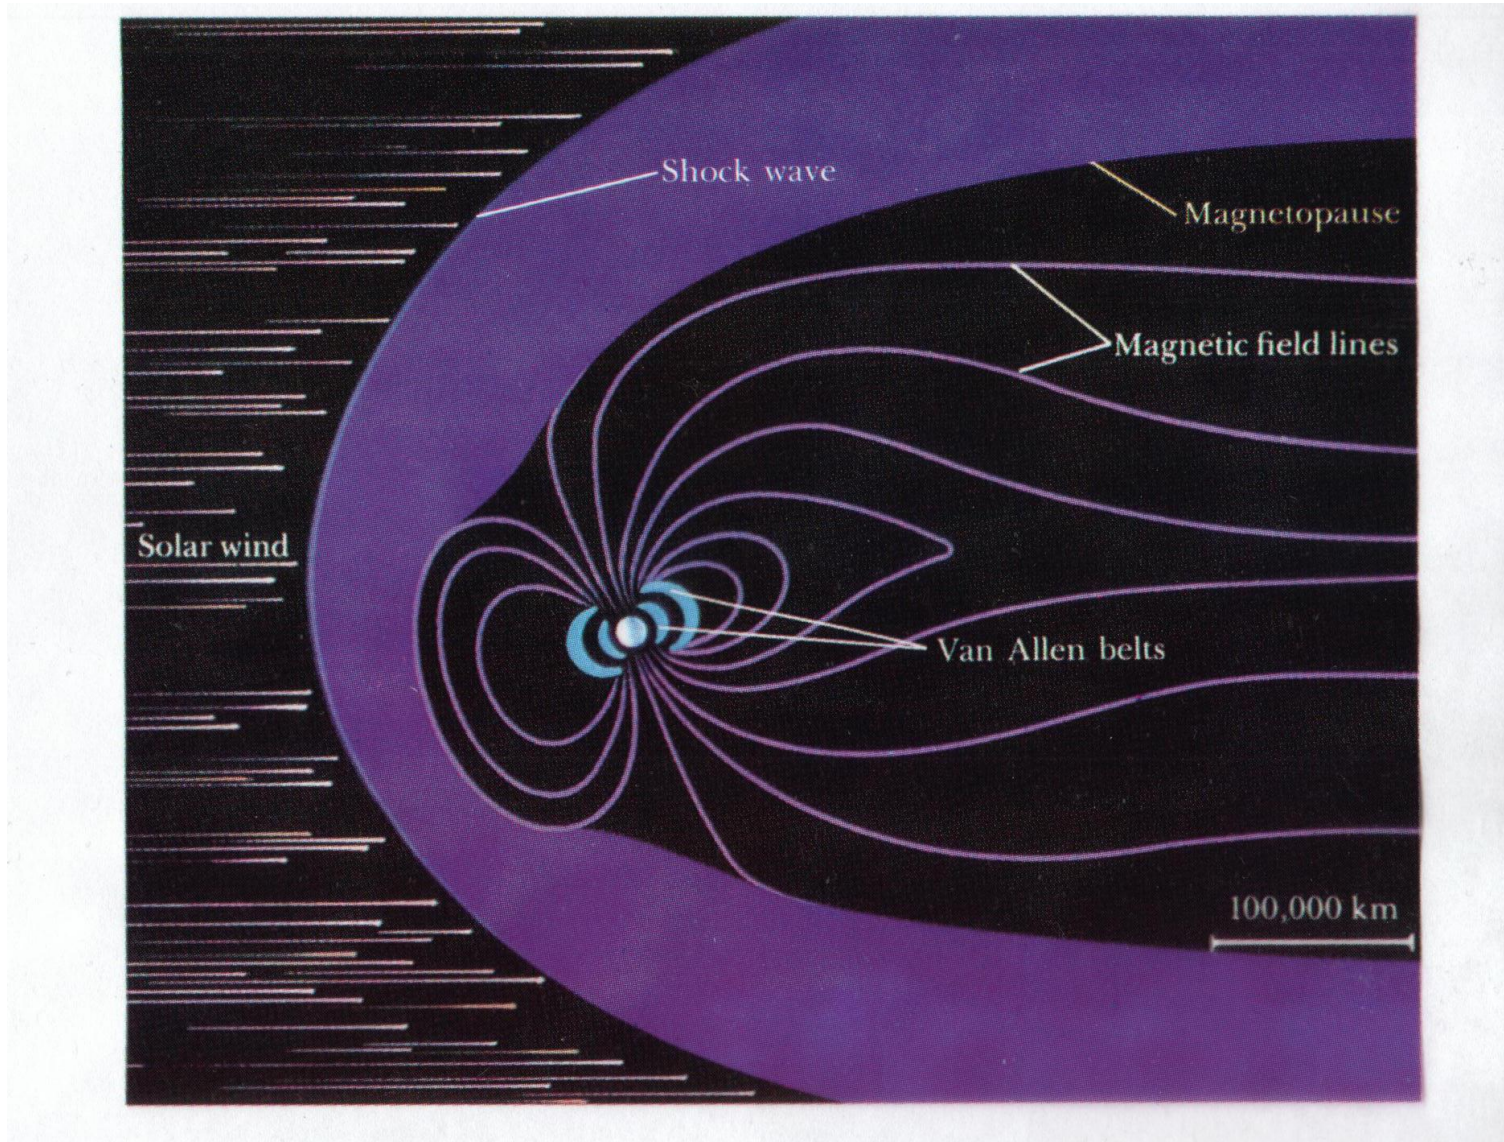 Shock wave
Magnetopause
Magnetic field lines
Solar wind
Van Allen belts
100,000 km